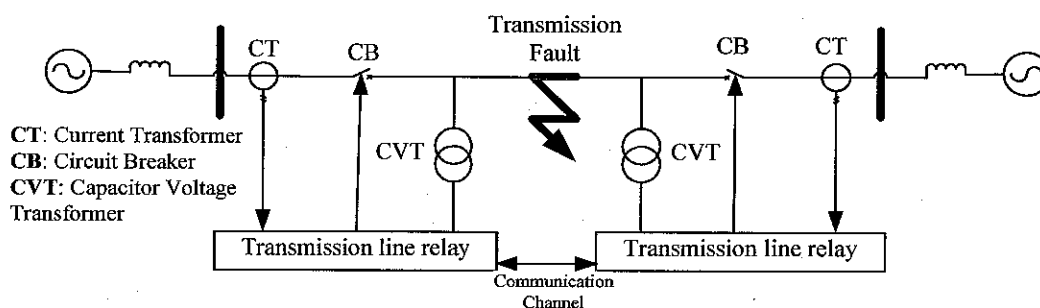 Transmission
Fault
CT
CB
CB
CT
CT: Current Transformer
CB: Circuit Breaker
CVT: Capacitor Voltage
Transformer
CVT
CVT
Transmission line relay
Transmission line relay
Communication
Channel